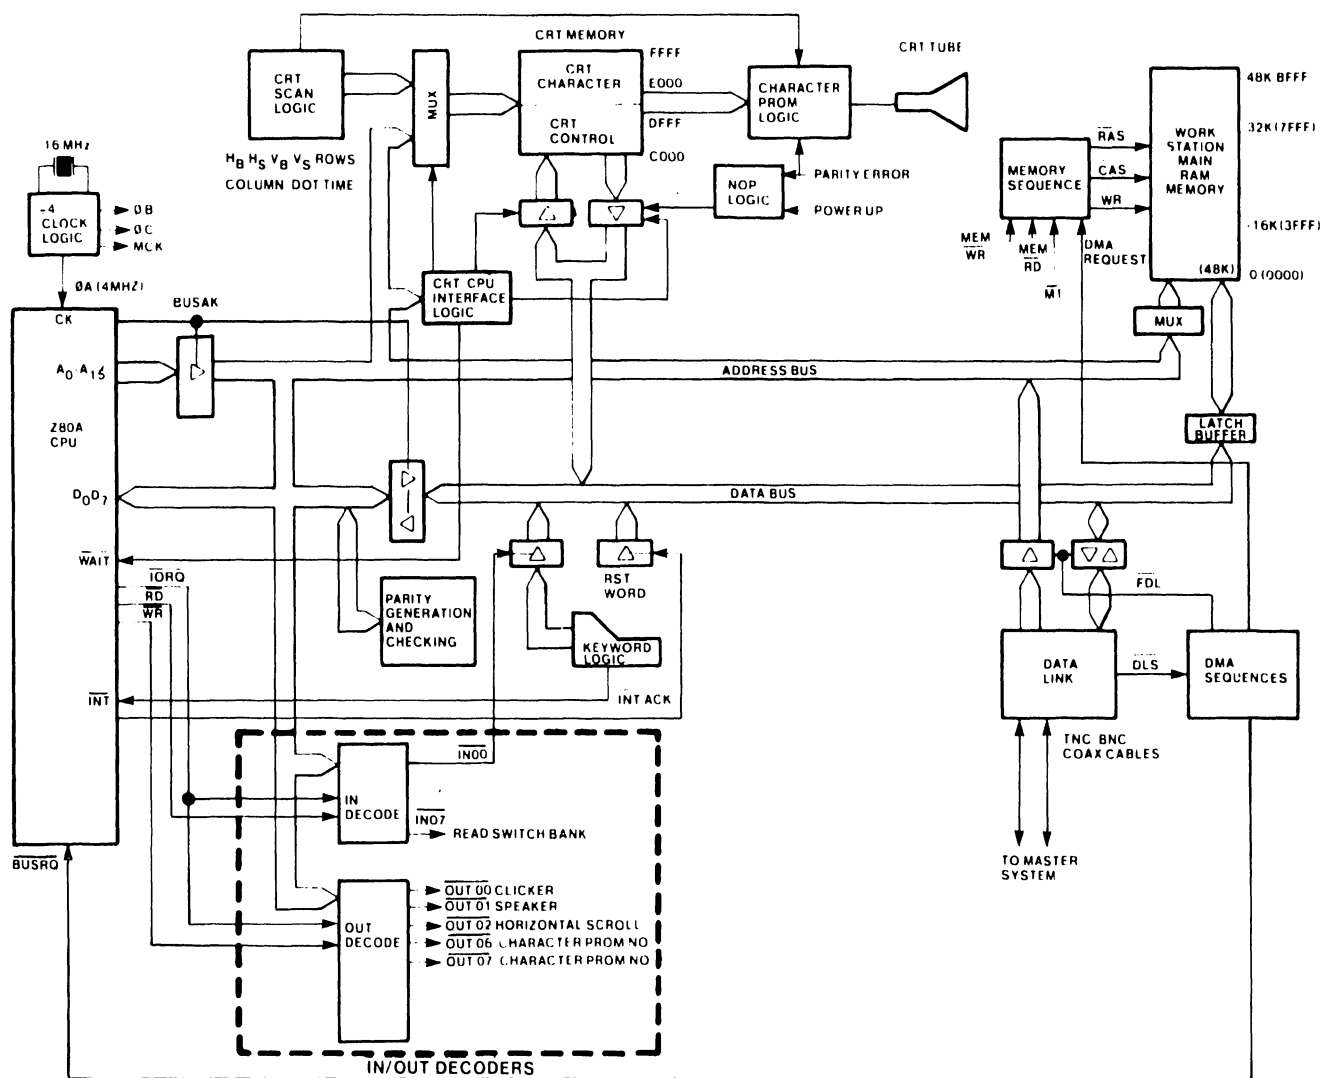 CRT MEMORY
FFFF
CRT TUBE
CRT
SCAN
LOGIC
MUX
CRT
CHARACTER
E000
CHARACTER
PROM
LOGIC
48K BFFF
CRT
CONTROL
DFFF
C000
32K (7FFF)
RAS
WORK
STATION
MAIN
RAM
MEMORY
16 MHz
HB HS VB VS ROWS
COLUMN DOT TIME
MEMORY
SEQUENCE
CAS
WR
NOP
LOGIC
PARITY ERROR
POWER UP
÷4
CLOCK
LOGIC
ØB
ØC
MCK
16K (3FFF)
MEM
WR
MEM
RD
M1
DMA
REQUEST
(48K)
0 (0000)
ØA (4MHZ)
BUSAK
CRT CPU
INTERFACE
LOGIC
CK
MUX
A0-A15
ADDRESS BUS
Z80A
CPU
LATCH
BUFFER
D0D7
DATA BUS
WAIT
IORQ
RD
WR
RST
WORD
FDL
PARITY
GENERATION
AND
CHECKING
KEYWORD
LOGIC
DATA
LINK
DLS
DMA
SEQUENCES
INT
INT ACK
TNC BNC
COAX CABLES
IN00
IN
DECODE
IN07
READ SWITCH BANK
BUSRQ
TO MASTER
SYSTEM
OUT
DECODE
OUT 00 CLICKER
OUT 01 SPEAKER
OUT 02 HORIZONTAL SCROLL
OUT 06 CHARACTER PROM NO
OUT 07 CHARACTER PROM NO
IN/OUT DECODERS